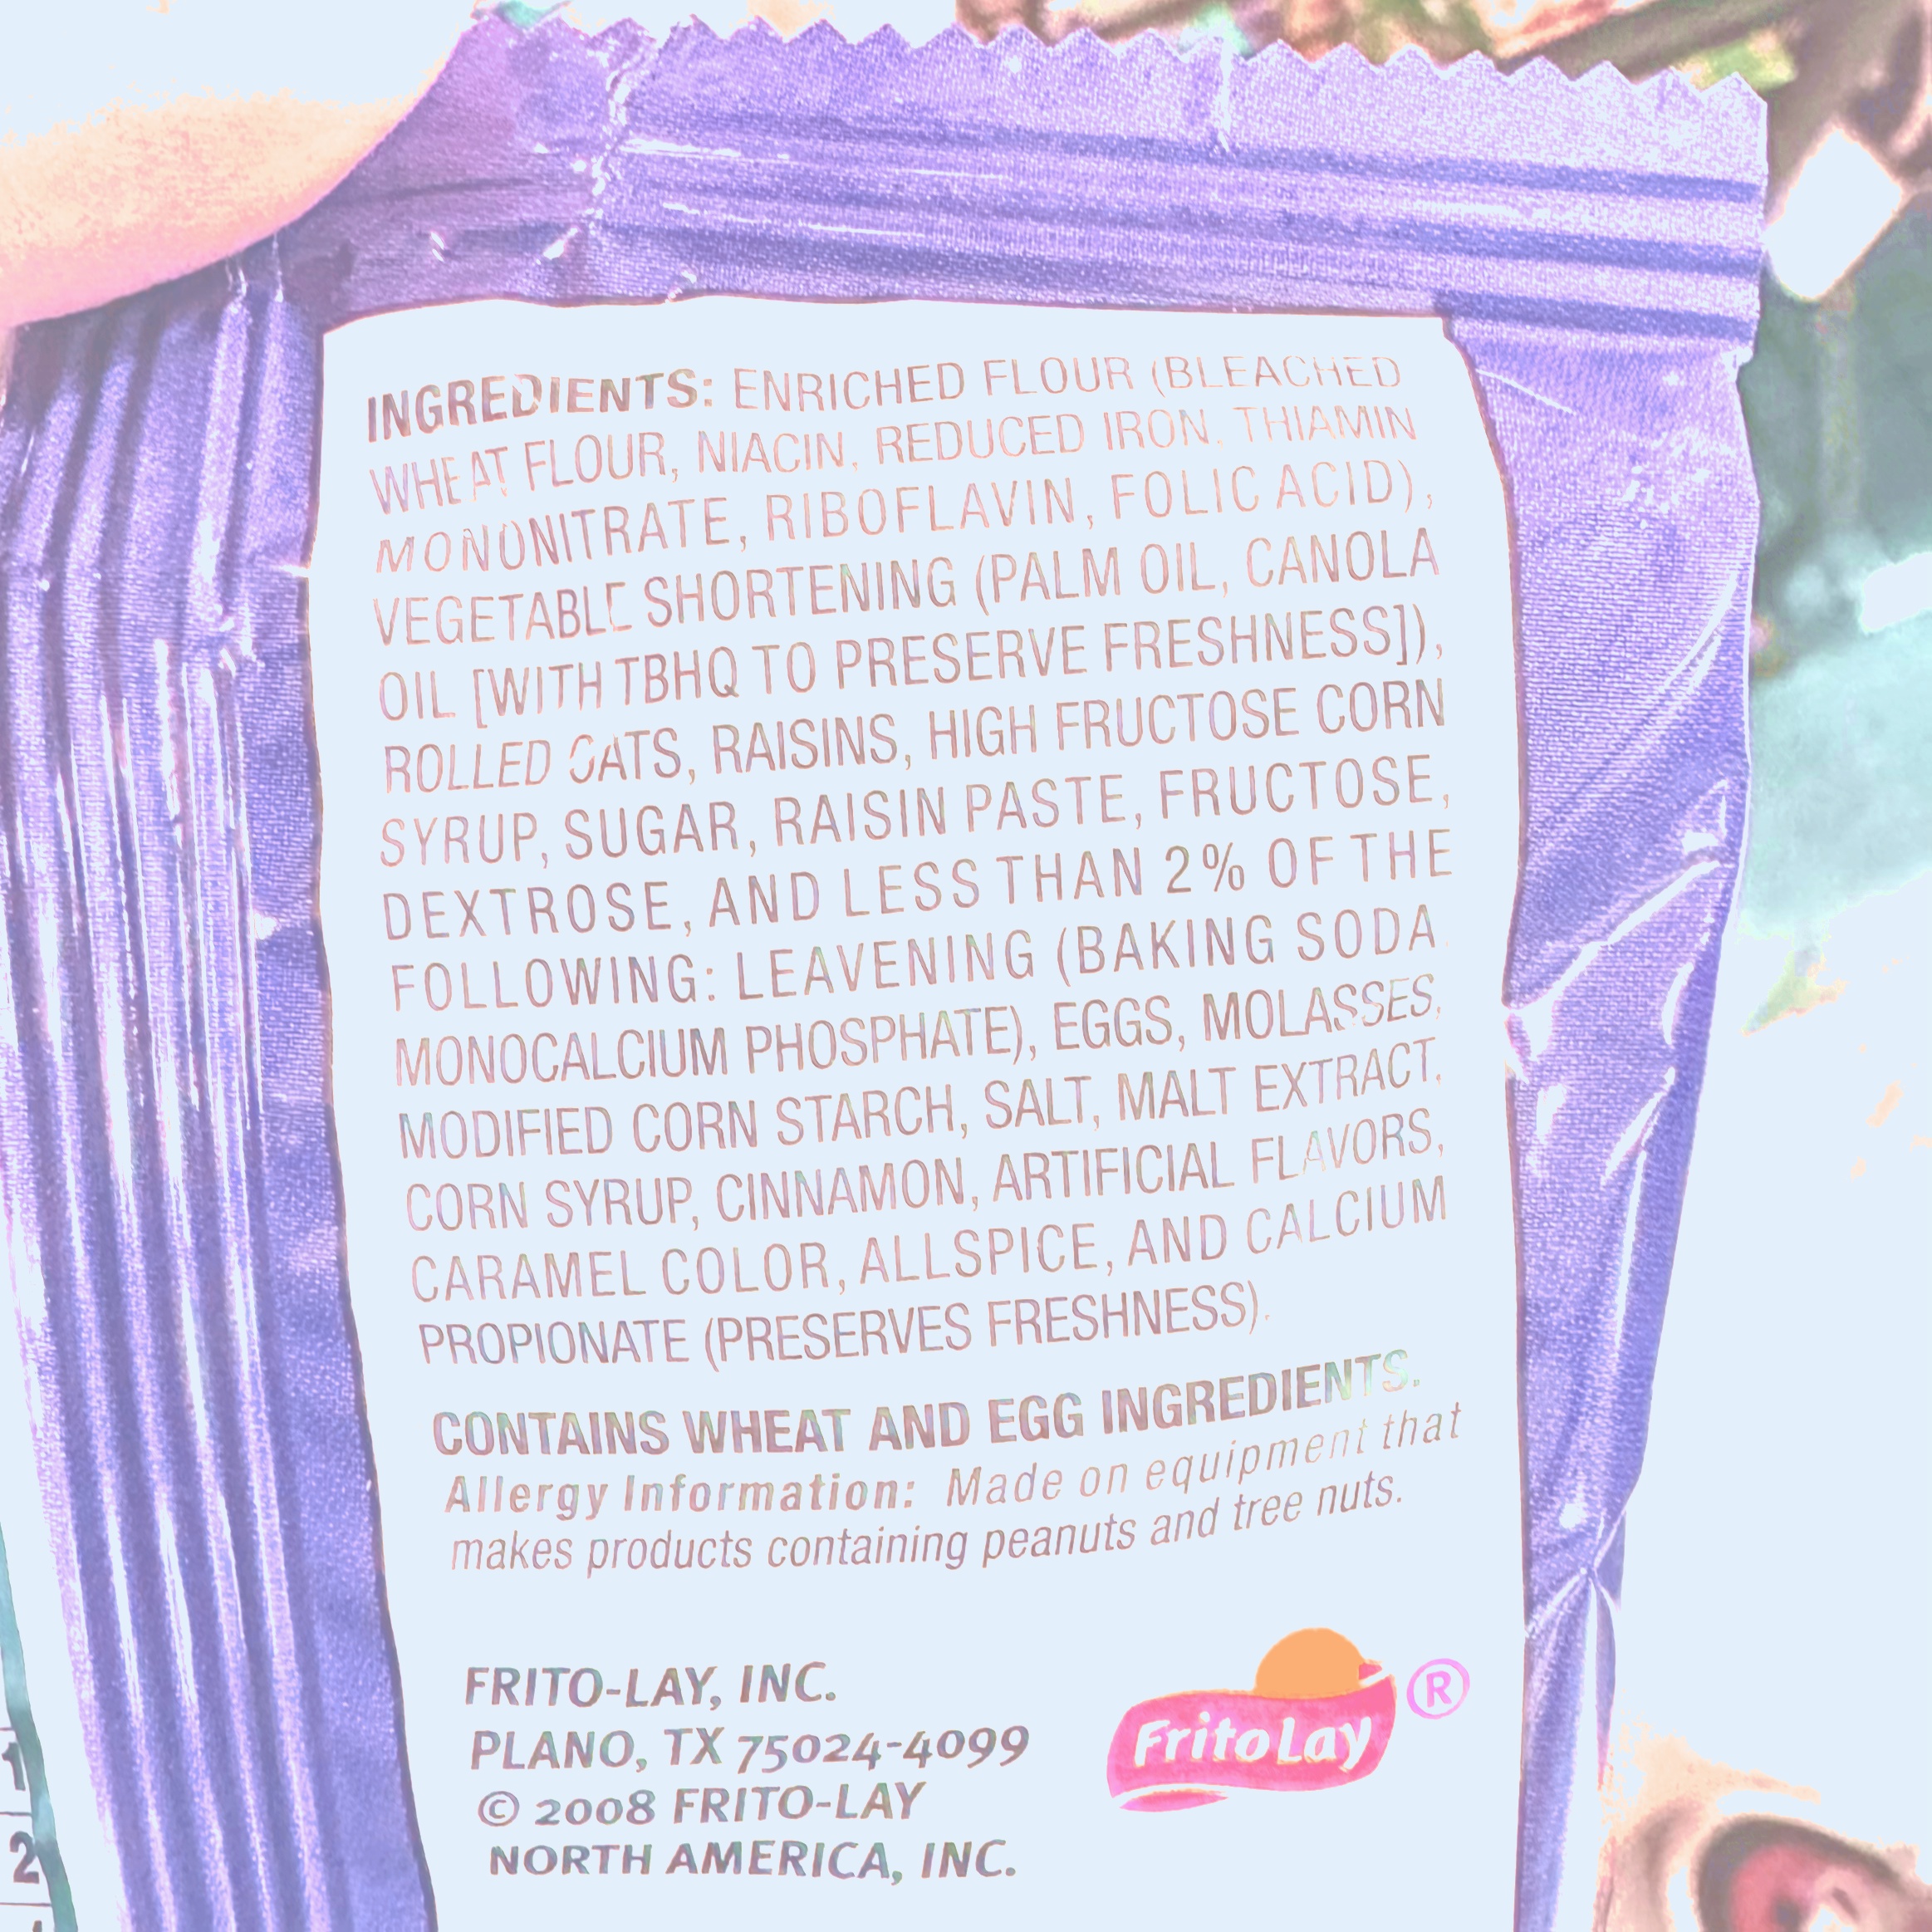 INGREDIENTS: ENRICHED FLOUR (BLEACHED
WHEAT FLOUR, NIACIN, REDUCED IRON, THIAMIN
MONONITRATE, RIBOFLAVIN, FOLIC ACID),
VEGETABLE SHORTENING (PALM OIL, CANOLA
OIL [WITH TBHQ TO PRESERVE FRESHNESS]),
ROLLED OATS, RAISINS, HIGH FRUCTOSE CORN
SYRUP, SUGAR, RAISIN PASTE, FRUCTOSE,
DEXTROSE, AND LESS THAN 2% OF THE
FOLLOWING: LEAVENING (BAKING SODA,
MONOCALCIUM PHOSPHATE), EGGS, MOLASSES,
MODIFIED CORN STARCH, SALT, MALT EXTRACT,
CORN SYRUP, CINNAMON, ARTIFICIAL FLAVORS,
CARAMEL COLOR, ALLSPICE, AND CALCIUM
PROPIONATE (PRESERVES FRESHNESS).
CONTAINS WHEAT AND EGG INGREDIENTS.
Allergy Information: Made on equipment that
makes products containing peanuts and tree nuts.
FRITO-LAY, INC.
PLANO, TX 75024-4099
© 2008 FRITO-LAY
NORTH AMERICA, INC.
FritoLay ®
1
2